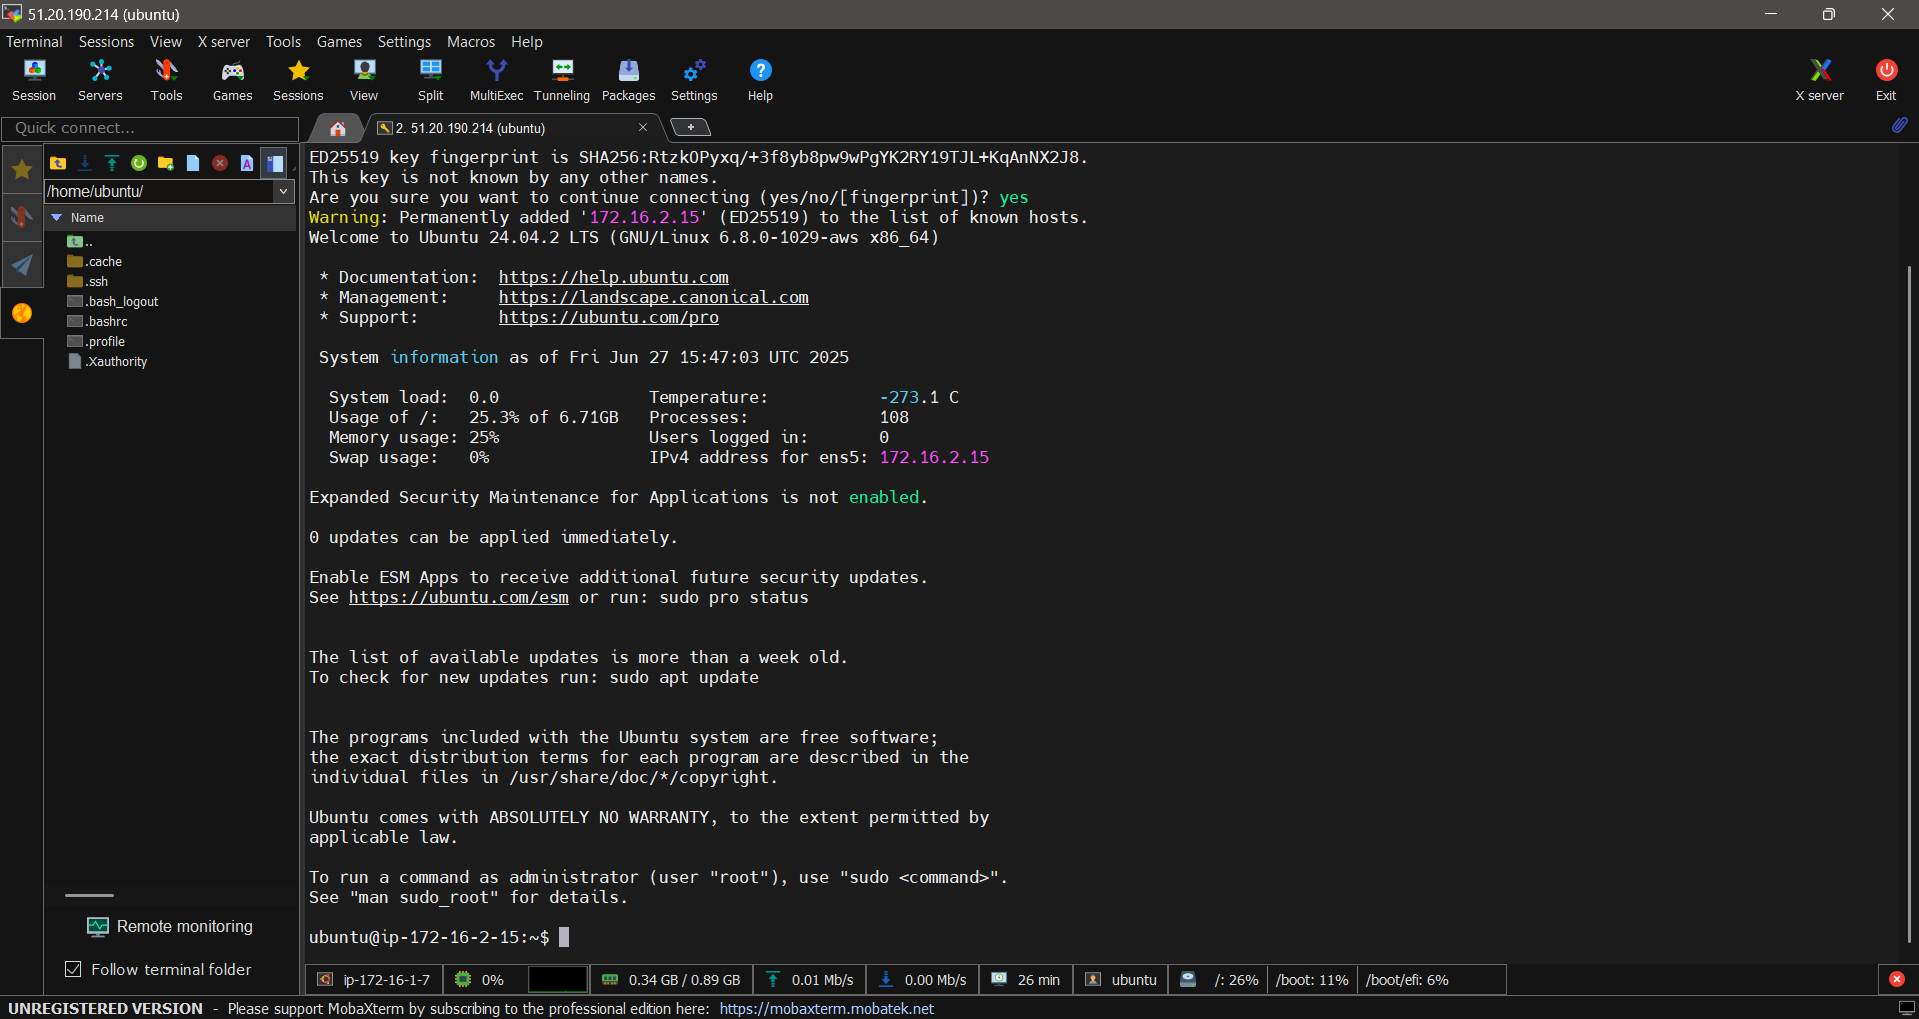 51.20.190.214 (ubuntu)
Terminal Sessions View X server Tools Games Settings Macros Help
Session Servers Tools Games Sessions View Split MultiExec Tunneling Packages Settings Help X server Exit
Quick connect...
2. 51.20.190.214 (ubuntu)
/home/ubuntu/
Name
..
.cache
.ssh
.bash_logout
.bashrc
.profile
.Xauthority
Remote monitoring
Follow terminal folder
ED25519 key fingerprint is SHA256:RtzkOPyxq/+3f8yb8pw9wPgYK2RY19TJL+KqAnNX2J8.
This key is not known by any other names.
Are you sure you want to continue connecting (yes/no/[fingerprint])? yes
Warning: Permanently added '172.16.2.15' (ED25519) to the list of known hosts.
Welcome to Ubuntu 24.04.2 LTS (GNU/Linux 6.8.0-1029-aws x86_64)
* Documentation: https://help.ubuntu.com
* Management: https://landscape.canonical.com
* Support: https://ubuntu.com/pro
System information as of Fri Jun 27 15:47:03 UTC 2025
System load: 0.0 Temperature: -273.1 C
Usage of /: 25.3% of 6.71GB Processes: 108
Memory usage: 25% Users logged in: 0
Swap usage: 0% IPv4 address for ens5: 172.16.2.15
Expanded Security Maintenance for Applications is not enabled.
0 updates can be applied immediately.
Enable ESM Apps to receive additional future security updates.
See https://ubuntu.com/esm or run: sudo pro status
The list of available updates is more than a week old.
To check for new updates run: sudo apt update
The programs included with the Ubuntu system are free software;
the exact distribution terms for each program are described in the
individual files in /usr/share/doc/*/copyright.
Ubuntu comes with ABSOLUTELY NO WARRANTY, to the extent permitted by
applicable law.
To run a command as administrator (user "root"), use "sudo <command>".
See "man sudo_root" for details.
ubuntu@ip-172-16-2-15:~$
ip-172-16-1-7 0% 0.34 GB / 0.89 GB 0.01 Mb/s 0.00 Mb/s 26 min ubuntu /: 26% /boot: 11% /boot/efi: 6%
UNREGISTERED VERSION - Please support MobaXterm by subscribing to the professional edition here: https://mobaxterm.mobatek.net